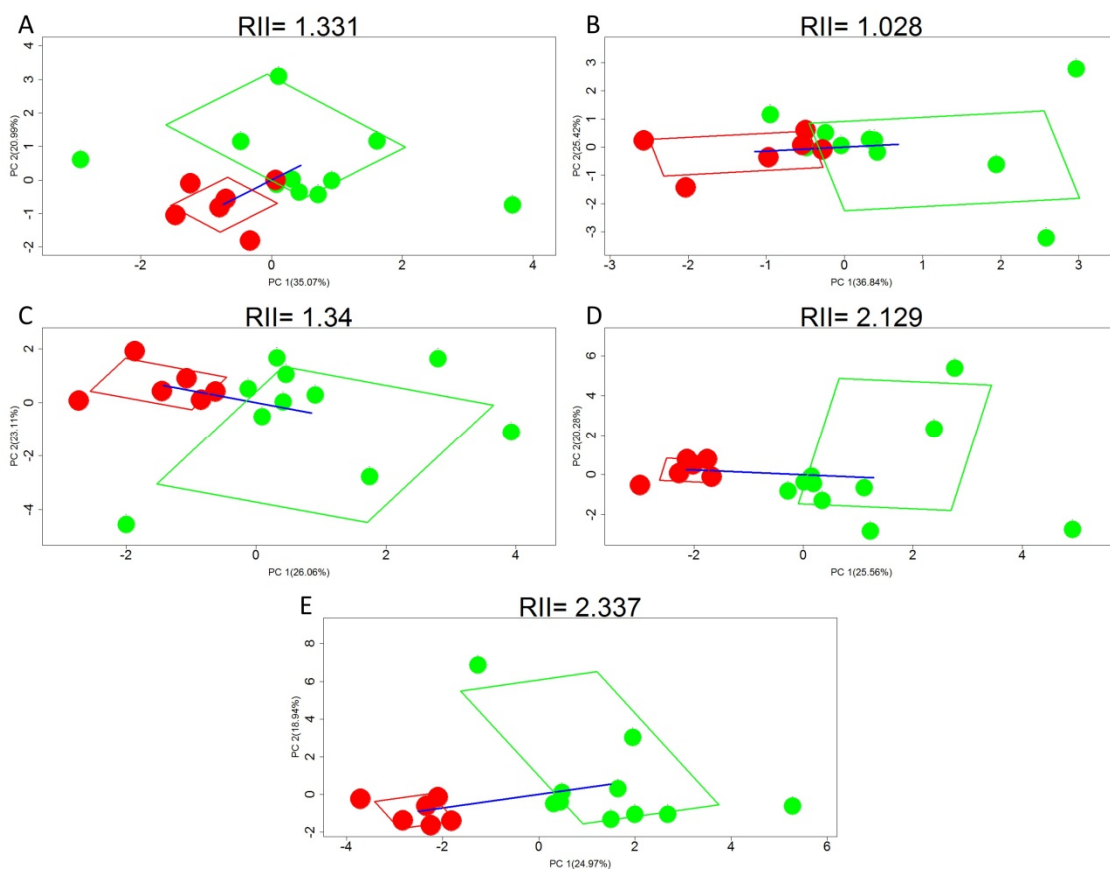 A
RII= 1.331
4
3
2
1
0
-1
-2
PC 2(20.99%)
-2
0
2
4
PC 1(35.07%)
B
RII= 1.028
3
2
1
0
-1
-2
-3
PC 2(25.42%)
-3
-2
-1
0
1
2
3
PC 1(36.84%)
C
RII= 1.34
2
0
-2
-4
PC 2(23.11%)
-2
0
2
4
PC 1(26.06%)
D
RII= 2.129
6
4
2
0
-2
PC 2(20.28%)
-2
0
2
4
PC 1(25.56%)
E
RII= 2.337
8
6
4
2
0
-2
PC 2(18.94%)
-4
-2
0
2
4
6
PC 1(24.97%)